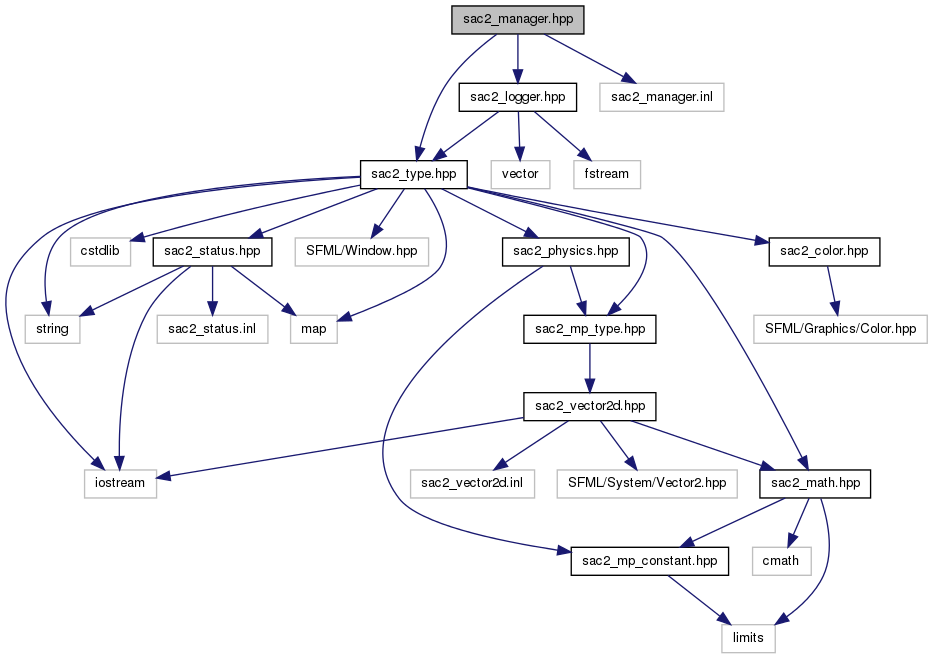 sac2_manager.hpp
sac2_logger.hpp
sac2_manager.inl
sac2_type.hpp
vector
fstream
cstdlib
sac2_status.hpp
SFML/Window.hpp
sac2_physics.hpp
sac2_color.hpp
string
sac2_status.inl
map
sac2_mp_type.hpp
SFML/Graphics/Color.hpp
sac2_vector2d.hpp
iostream
sac2_vector2d.inl
SFML/System/Vector2.hpp
sac2_math.hpp
sac2_mp_constant.hpp
cmath
limits